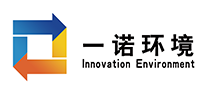 一诺环境
Innovation Environment